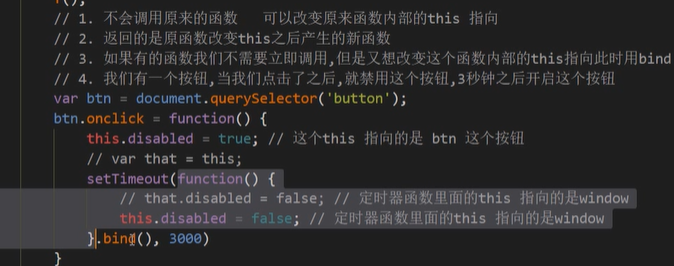 // 1. 不会调用原来的函数   可以改变原来函数内部的this 指向
// 2. 返回的是原函数改变this之后产生的新函数
// 3. 如果有的函数我们不需要立即调用,但是又想改变这个函数内部的this指向此时用bind
// 4. 我们有一个按钮,当我们点击了之后,就禁用这个按钮,3秒钟之后开启这个按钮
var btn = document.querySelector('button');
btn.onclick = function() {
this.disabled = true; // 这个this 指向的是 btn 这个按钮
// var that = this;
setTimeout(function() {
// that.disabled = false; // 定时器函数里面的this 指向的是window
this.disabled = false; // 定时器函数里面的this 指向的是window
}.bind(), 3000)
}